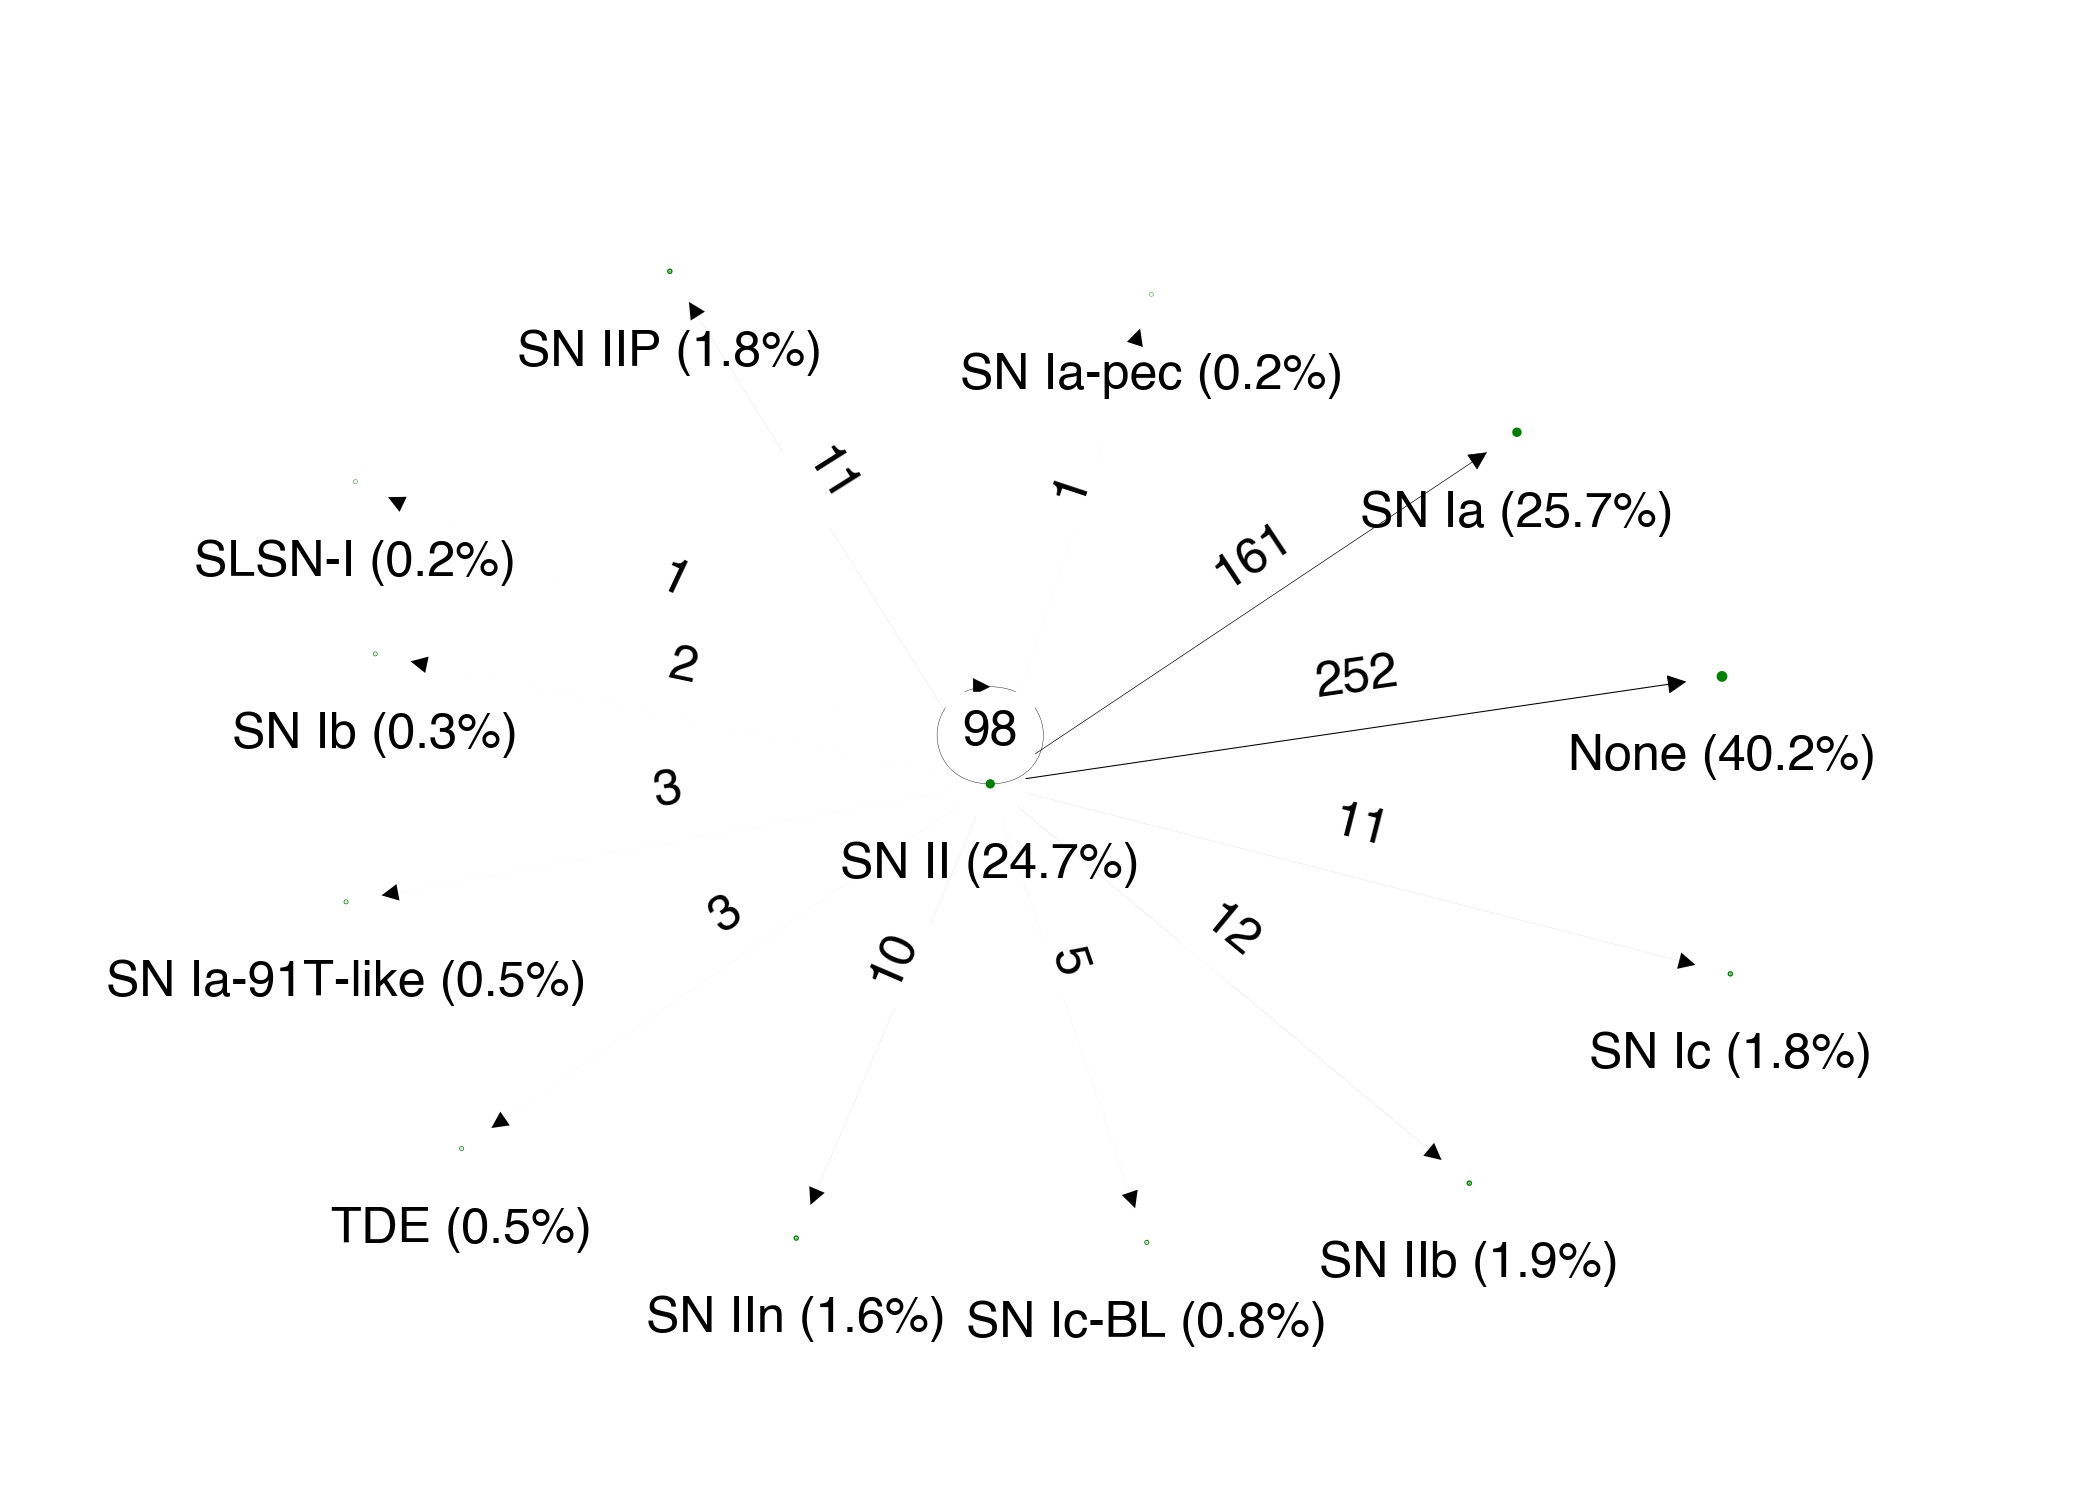 SN IIP (1.8%)
SN Ia-pec (0.2%)
11
1
SN Ia (25.7%)
SLSN-I (0.2%)
161
1
2
252
SN Ib (0.3%)
98
None (40.2%)
3
11
SN II (24.7%)
3
12
10
5
SN Ia-91T-like (0.5%)
SN Ic (1.8%)
TDE (0.5%)
SN IIb (1.9%)
SN IIn (1.6%)
SN Ic-BL (0.8%)